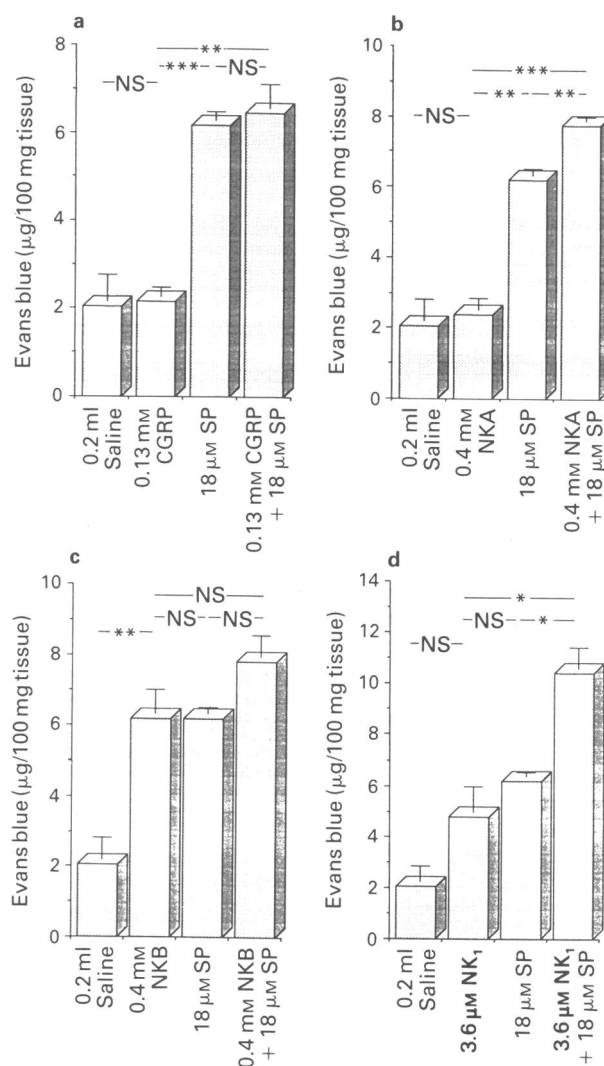 a
Evans blue (μg/100 mg tissue)
8
6
4
2
0
**
*** NS
NS
0.2 ml
Saline
0.13 mM
CGRP
18 μM SP
0.13 mM CGRP
+ 18 μM SP
b
Evans blue (μg/100 mg tissue)
10
8
6
4
2
0
***
** **
NS
0.2 ml
Saline
0.4 mM
NKA
18 μM SP
0.4 mM NKA
+ 18 μM SP
c
Evans blue (μg/100 mg tissue)
10
8
6
4
2
0
NS
NS NS
**
0.2 ml
Saline
0.4 mM
NKB
18 μM SP
0.4 mM NKB
+ 18 μM SP
d
Evans blue (μg/100 mg tissue)
14
12
10
8
6
4
2
0
*
NS *
NS
0.2 ml
Saline
3.6 μM NK₁
18 μM SP
3.6 μM NK₁
+ 18 μM SP